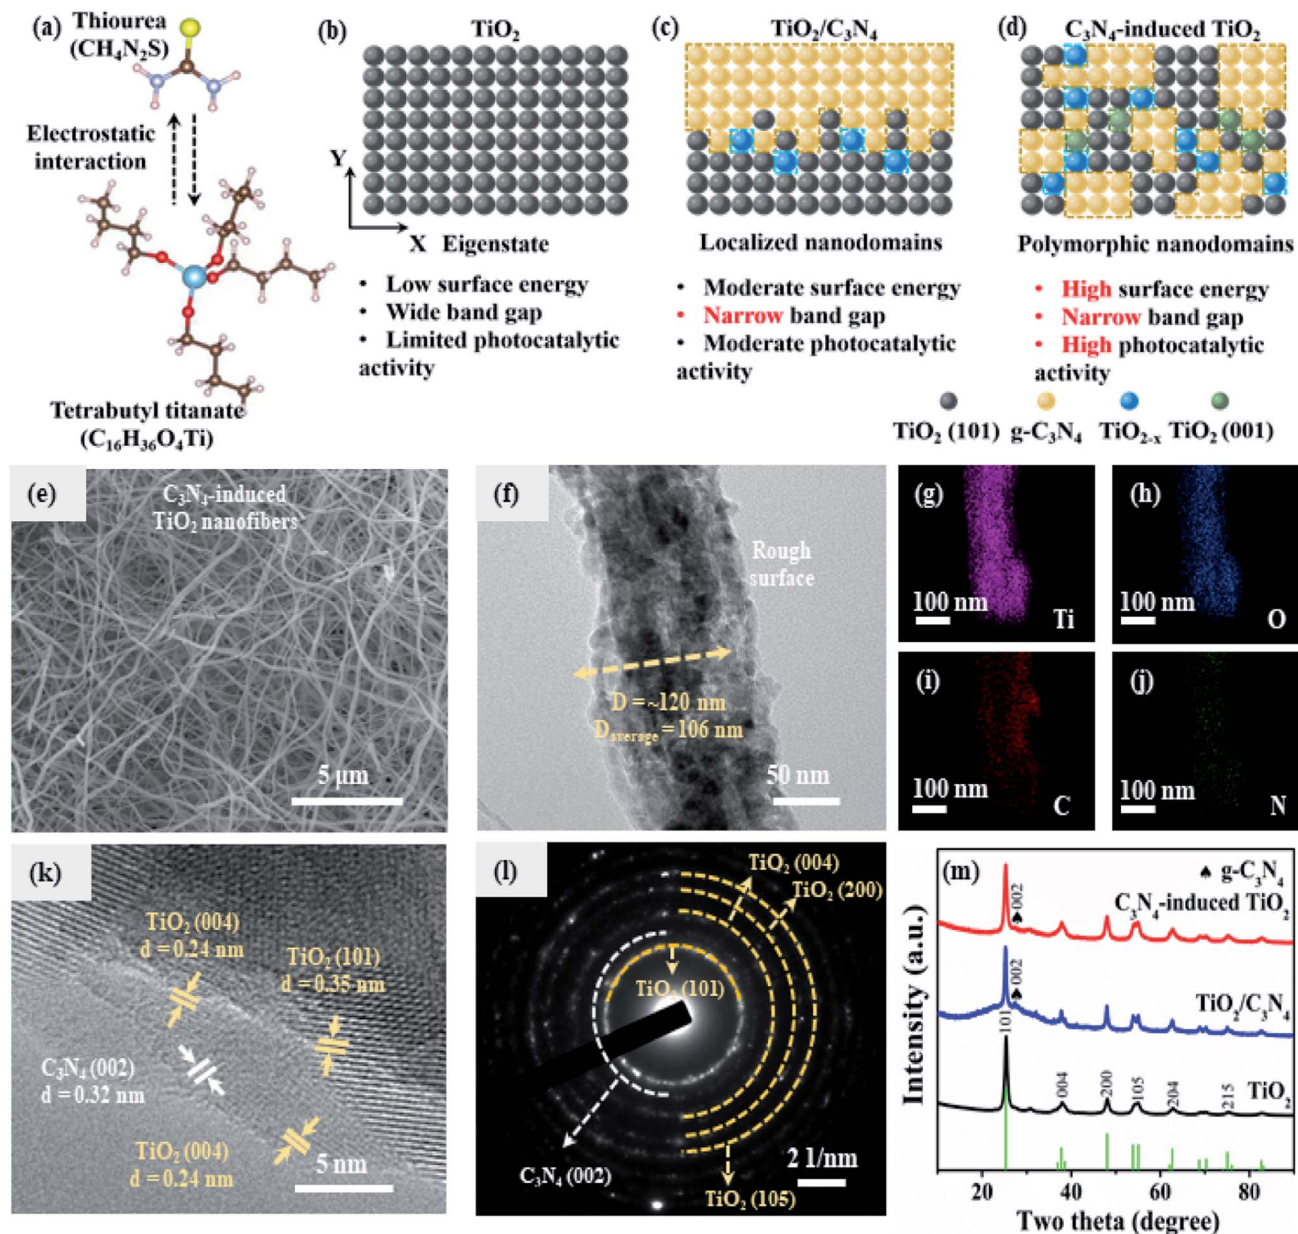 (a)
Thiourea
(CH₄N₂S)
Electrostatic
interaction
Tetrabutyl titanate
(C₁₆H₃₆O₄Ti)
(b)
TiO₂
Y
X
Eigenstate
• Low surface energy
• Wide band gap
• Limited photocatalytic
activity
(c)
TiO₂/C₃N₄
Localized nanodomains
• Moderate surface energy
• Narrow band gap
• Moderate photocatalytic
activity
(d)
C₃N₄-induced TiO₂
Polymorphic nanodomains
• High surface energy
• Narrow band gap
• High photocatalytic
activity
TiO₂ (101) g-C₃N₄ TiO₂₋ₓ TiO₂ (001)
(e)
C₃N₄-induced
TiO₂ nanofibers
5 μm
(f)
Rough
surface
D = ~120 nm
Daverage = 106 nm
50 nm
(g)
100 nm
Ti
(h)
100 nm
O
(i)
100 nm
C
(j)
100 nm
N
(k)
TiO₂ (004)
d = 0.24 nm
TiO₂ (101)
d = 0.35 nm
C₃N₄ (002)
d = 0.32 nm
TiO₂ (004)
d = 0.24 nm
5 nm
(l)
TiO₂ (004)
TiO₂ (200)
TiO₂ (101)
C₃N₄ (002)
TiO₂ (105)
2 1/nm
(m)
♠ g-C₃N₄
♠002
C₃N₄-induced TiO₂
♠002
TiO₂/C₃N₄
101
004
200
105
204
215
TiO₂
Intensity (a.u.)
20 40 60 80
Two theta (degree)